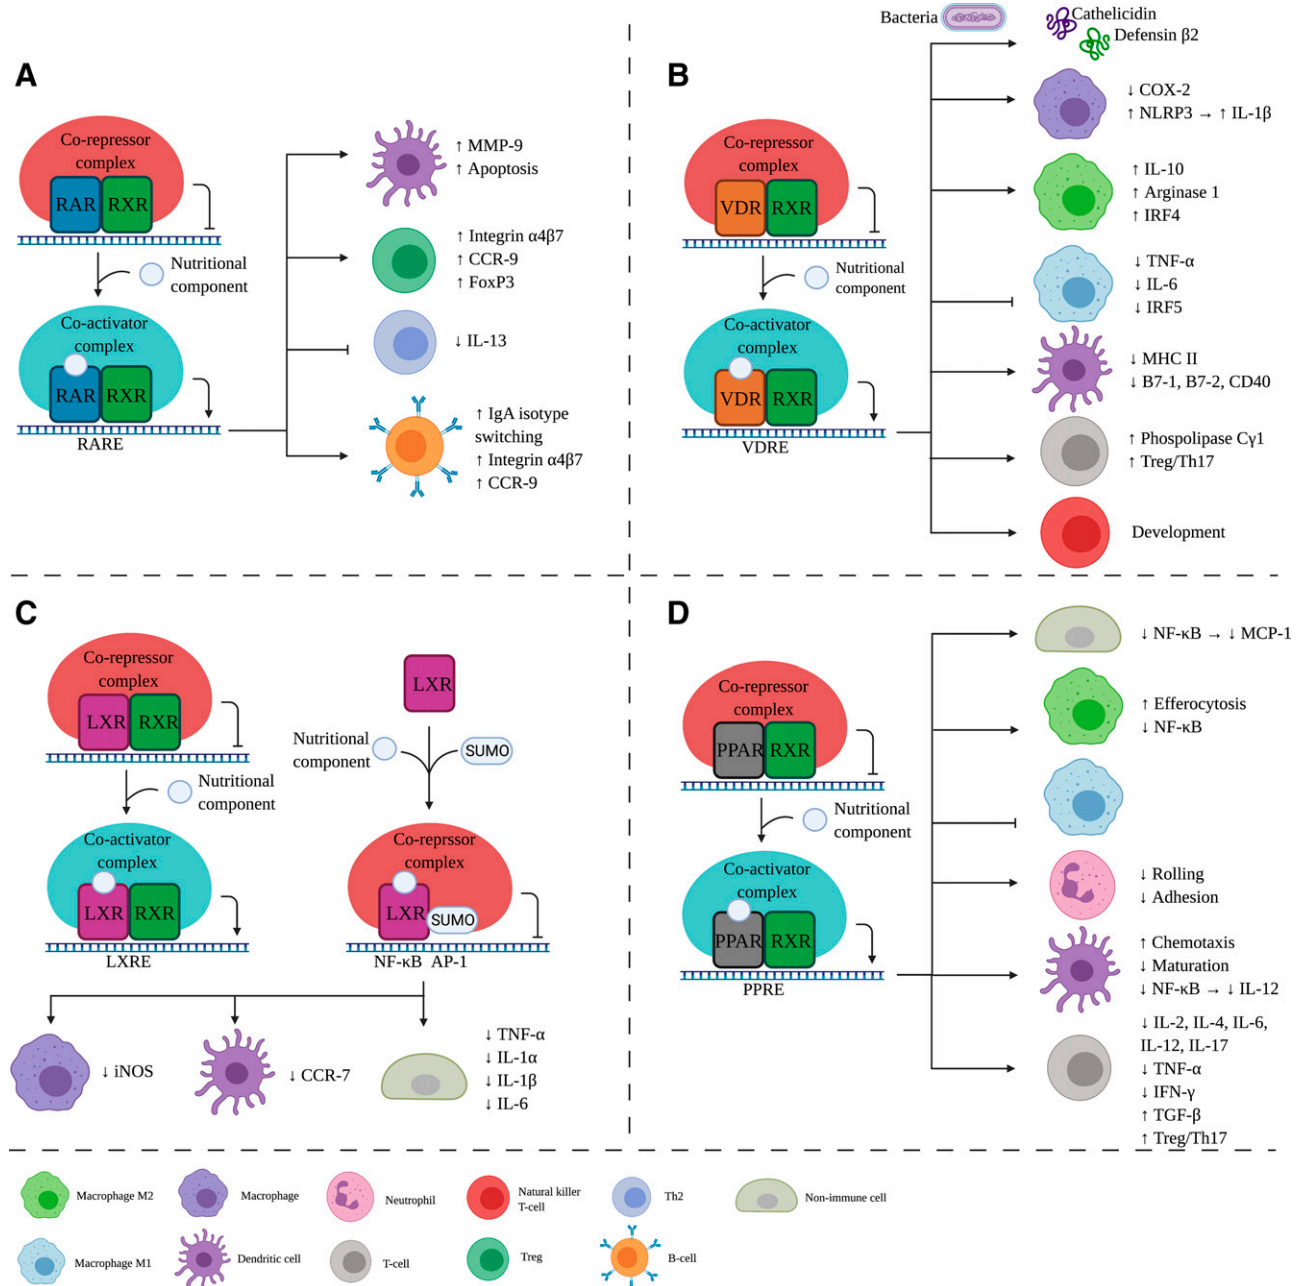 A
Co-repressor
complex
RAR
RXR
Nutritional
component
Co-activator
complex
RAR
RXR
RARE
↑ MMP-9
↑ Apoptosis
↑ Integrin α4β7
↑ CCR-9
↑ FoxP3
↓ IL-13
↑ IgA isotype
switching
↑ Integrin α4β7
↑ CCR-9
B
Bacteria
Cathelicidin
Defensin β2
Co-repressor
complex
VDR
RXR
Nutritional
component
Co-activator
complex
VDR
RXR
VDRE
↓ COX-2
↑ NLRP3 → ↑ IL-1β
↑ IL-10
↑ Arginase 1
↑ IRF4
↓ TNF-α
↓ IL-6
↓ IRF5
↓ MHC II
↓ B7-1, B7-2, CD40
↑ Phospolipase Cγ1
↑ Treg/Th17
Development
C
Co-repressor
complex
LXR
RXR
Nutritional
component
Co-activator
complex
LXR
RXR
LXRE
LXR
Nutritional
component
SUMO
Co-reprssor
complex
LXR
SUMO
NF-κB AP-1
↓ iNOS
↓ CCR-7
↓ TNF-α
↓ IL-1α
↓ IL-1β
↓ IL-6
D
Co-repressor
complex
PPAR
RXR
Nutritional
component
Co-activator
complex
PPAR
RXR
PPRE
↓ NF-κB → ↓ MCP-1
↑ Efferocytosis
↓ NF-κB
↓ Rolling
↓ Adhesion
↑ Chemotaxis
↓ Maturation
↓ NF-κB → ↓ IL-12
↓ IL-2, IL-4, IL-6,
IL-12, IL-17
↓ TNF-α
↓ IFN-γ
↑ TGF-β
↑ Treg/Th17
Macrophage M2
Macrophage
Neutrophil
Natural killer
T-cell
Th2
Non-immune cell
Macrophage M1
Dendritic cell
T-cell
Treg
B-cell